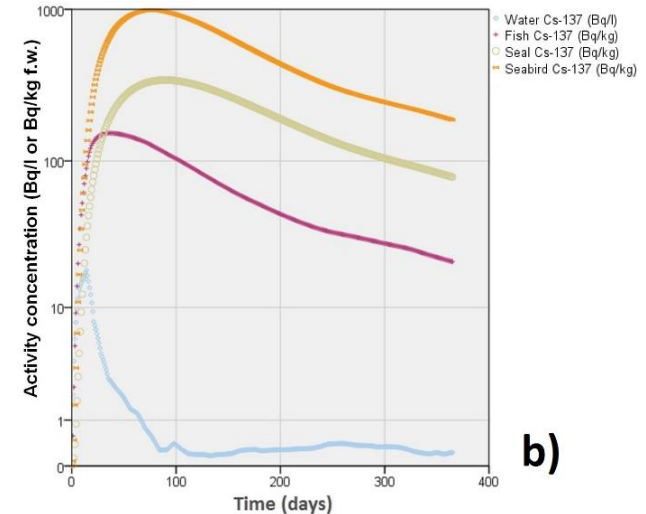 1000
100
10
1
0
0
100
200
300
400
Activity concentration (Bq/l or Bq/kg f.w.)
Time (days)
Water Cs-137 (Bq/l)
Fish Cs-137 (Bq/kg)
Seal Cs-137 (Bq/kg)
Seabird Cs-137 (Bq/kg)
b)